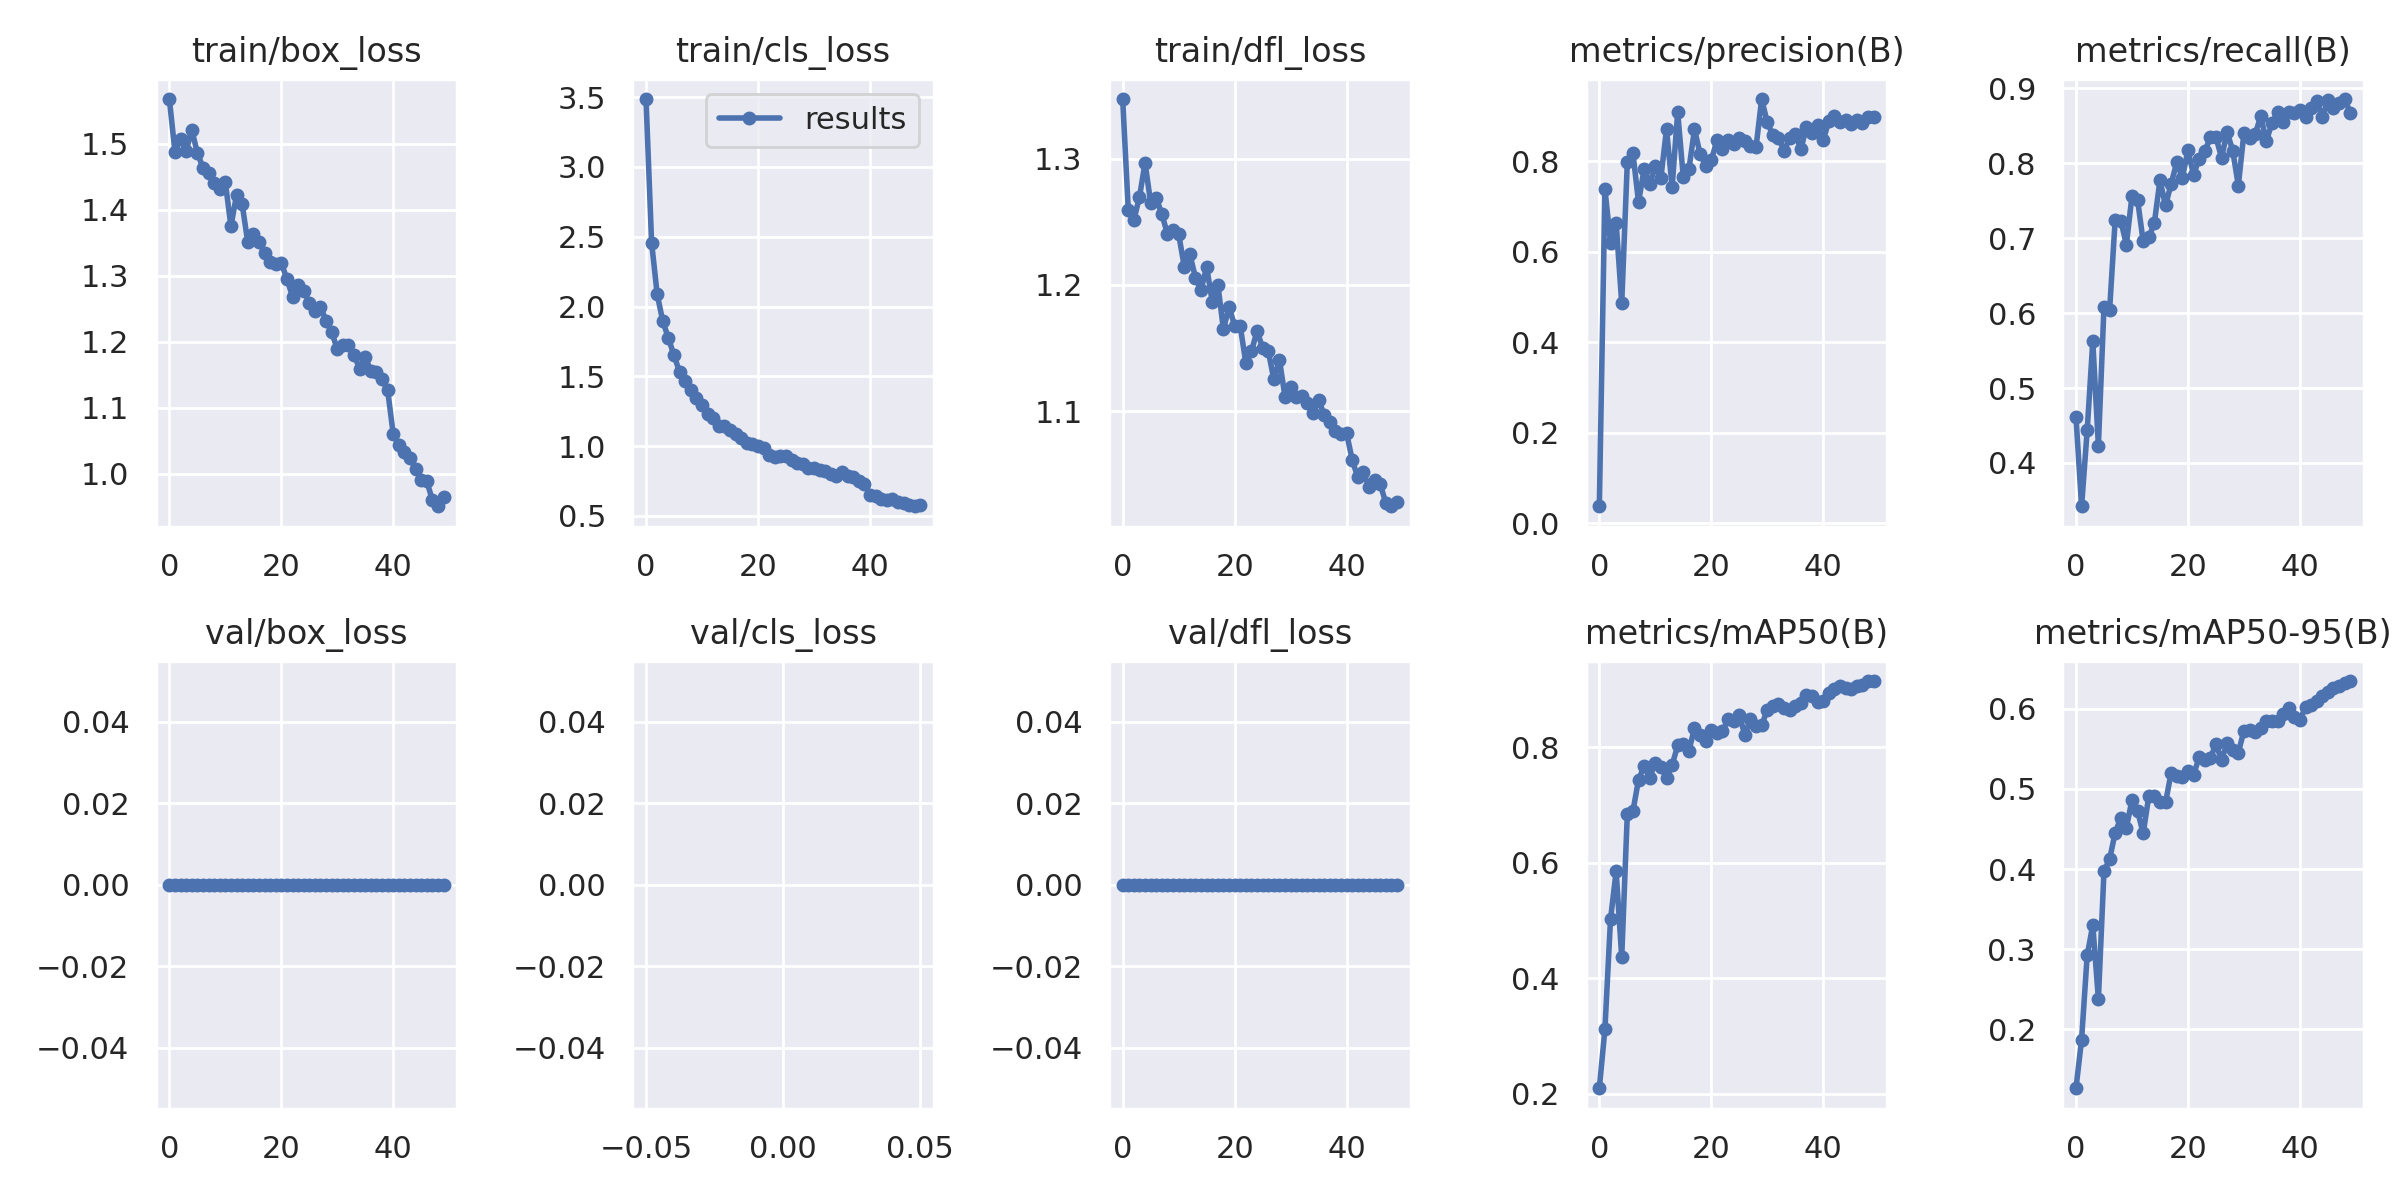 train/box_loss
1.5
1.4
1.3
1.2
1.1
1.0
0 20 40
train/cls_loss
results
3.5
3.0
2.5
2.0
1.5
1.0
0.5
0 20 40
train/dfl_loss
1.3
1.2
1.1
0 20 40
metrics/precision(B)
0.8
0.6
0.4
0.2
0.0
0 20 40
metrics/recall(B)
0.9
0.8
0.7
0.6
0.5
0.4
0 20 40
val/box_loss
0.04
0.02
0.00
−0.02
−0.04
0 20 40
val/cls_loss
0.04
0.02
0.00
−0.02
−0.04
−0.05 0.00 0.05
val/dfl_loss
0.04
0.02
0.00
−0.02
−0.04
0 20 40
metrics/mAP50(B)
0.8
0.6
0.4
0.2
0 20 40
metrics/mAP50-95(B)
0.6
0.5
0.4
0.3
0.2
0 20 40